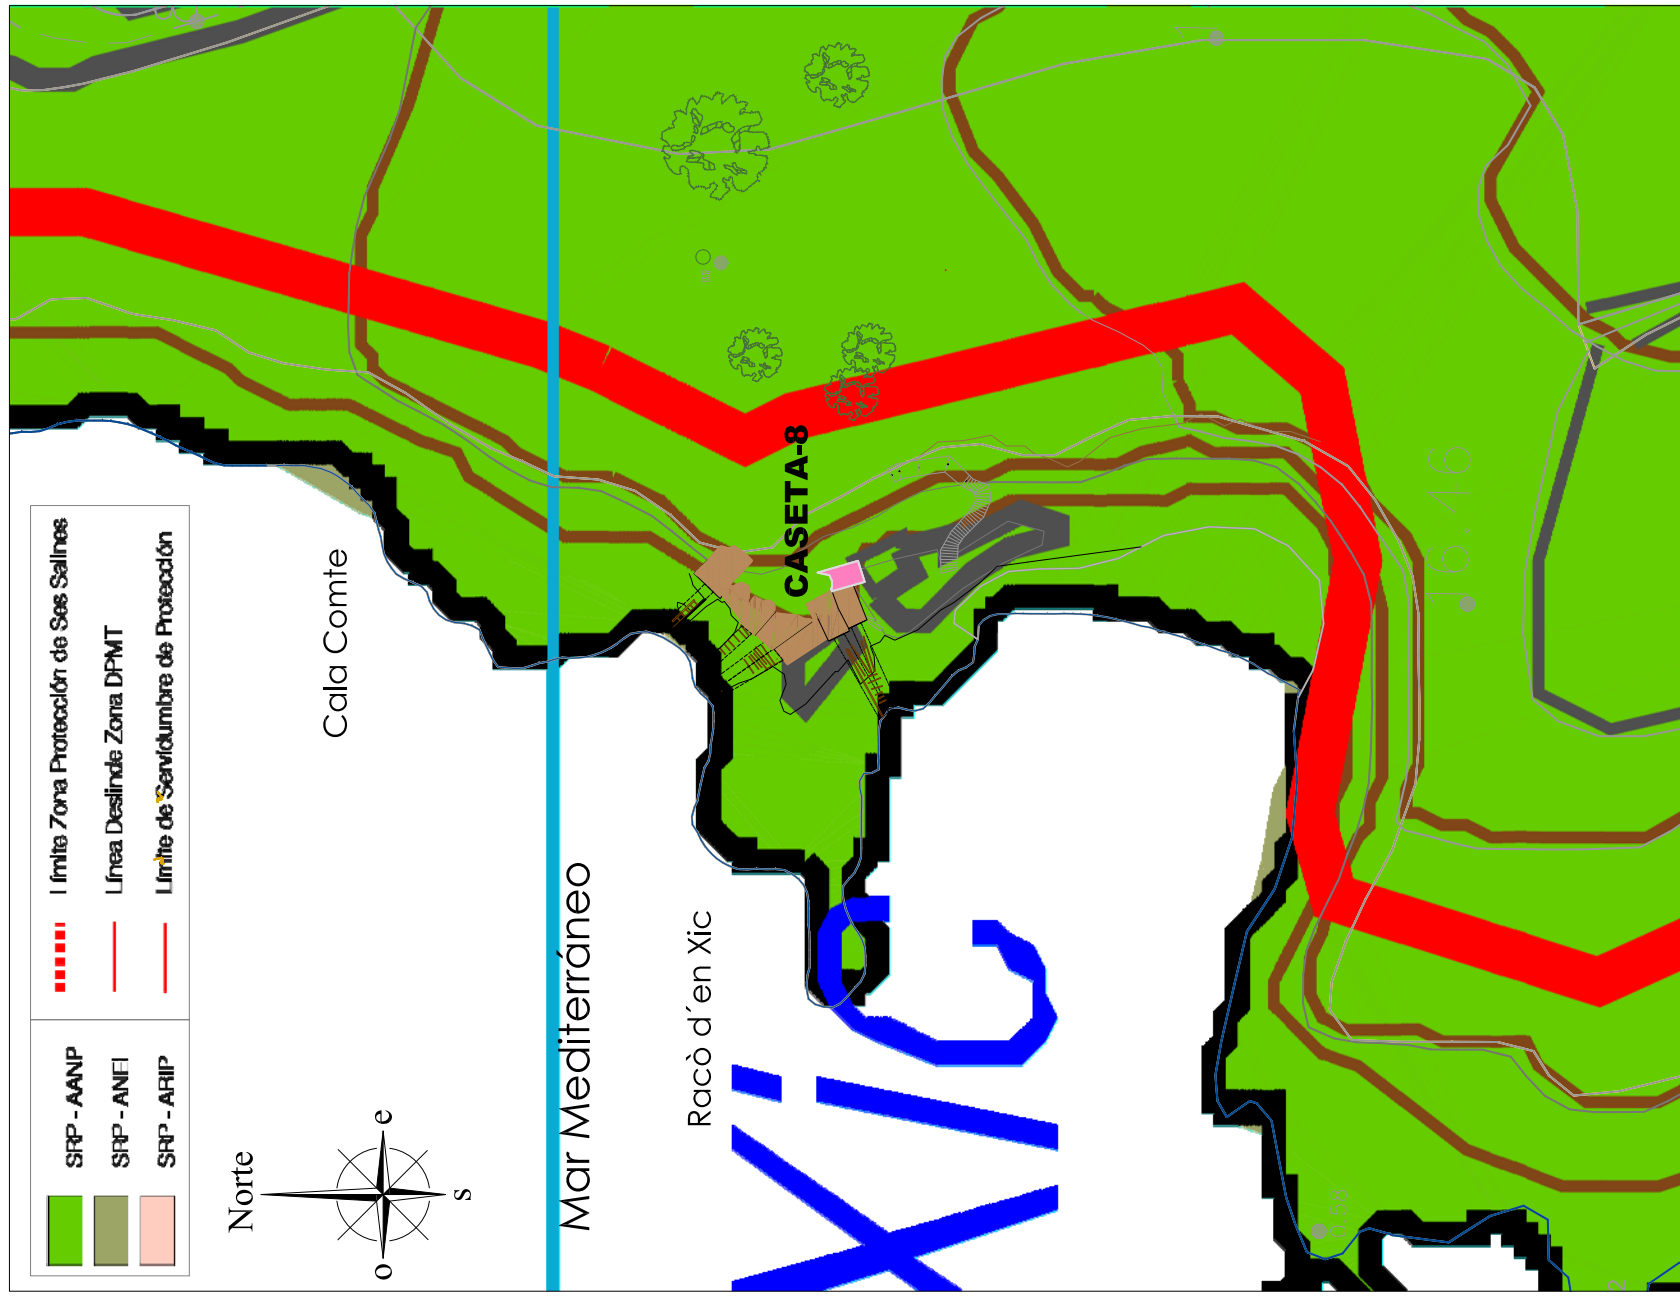 Límite Zona Protección de Ses Salines
Línea Deslinde Zona DPMT
Límite de Servidumbre de Protección
SRP - AANP
SRP - ANEI
SRP - ARIP
Norte
e
s
o
Cala Comte
Mar Mediterráneo
Racò d´en Xic
CASETA-8
Xic